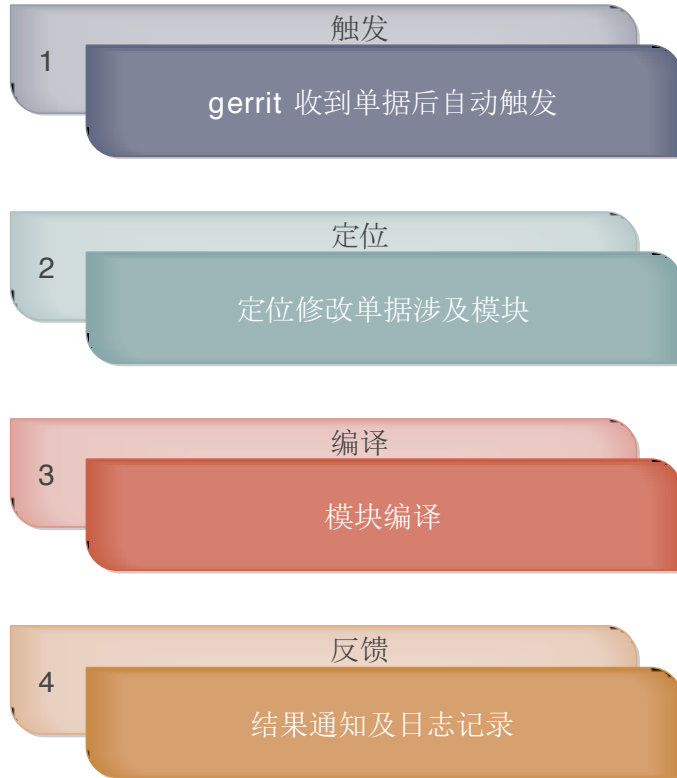 触发
1
gerrit 收到单据后自动触发
定位
2
定位修改单据涉及模块
编译
3
模块编译
反馈
4
结果通知及日志记录